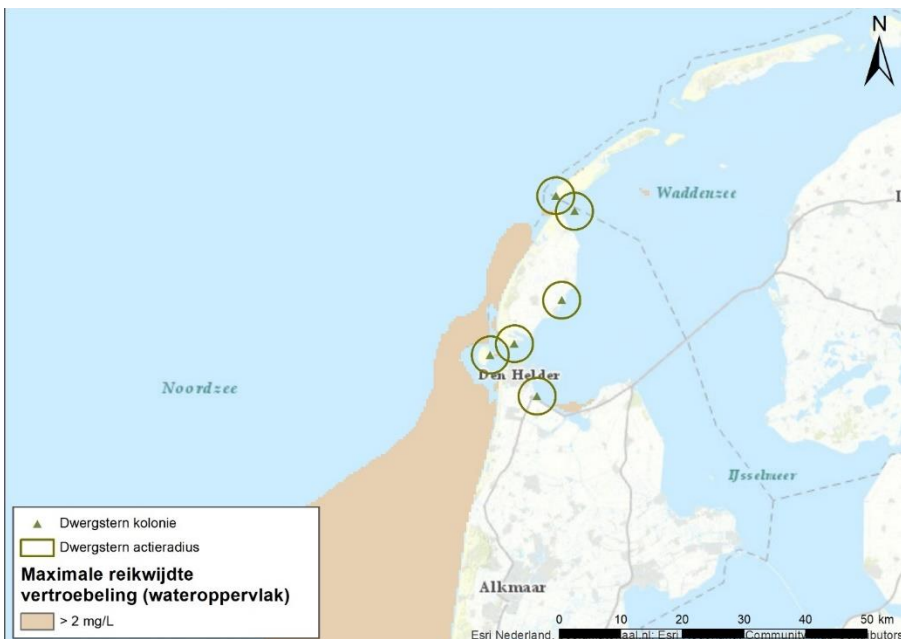 N
Waddenzee
Noordzee
Den Helder
IJsselmeer
Alkmaar
Dwergstern kolonie
Dwergstern actieradius
Maximale reikwijdte
vertroebeling (wateroppervlak)
> 2 mg/L
0 10 20 30 40 50 km
Esri Nederland, Esri Community